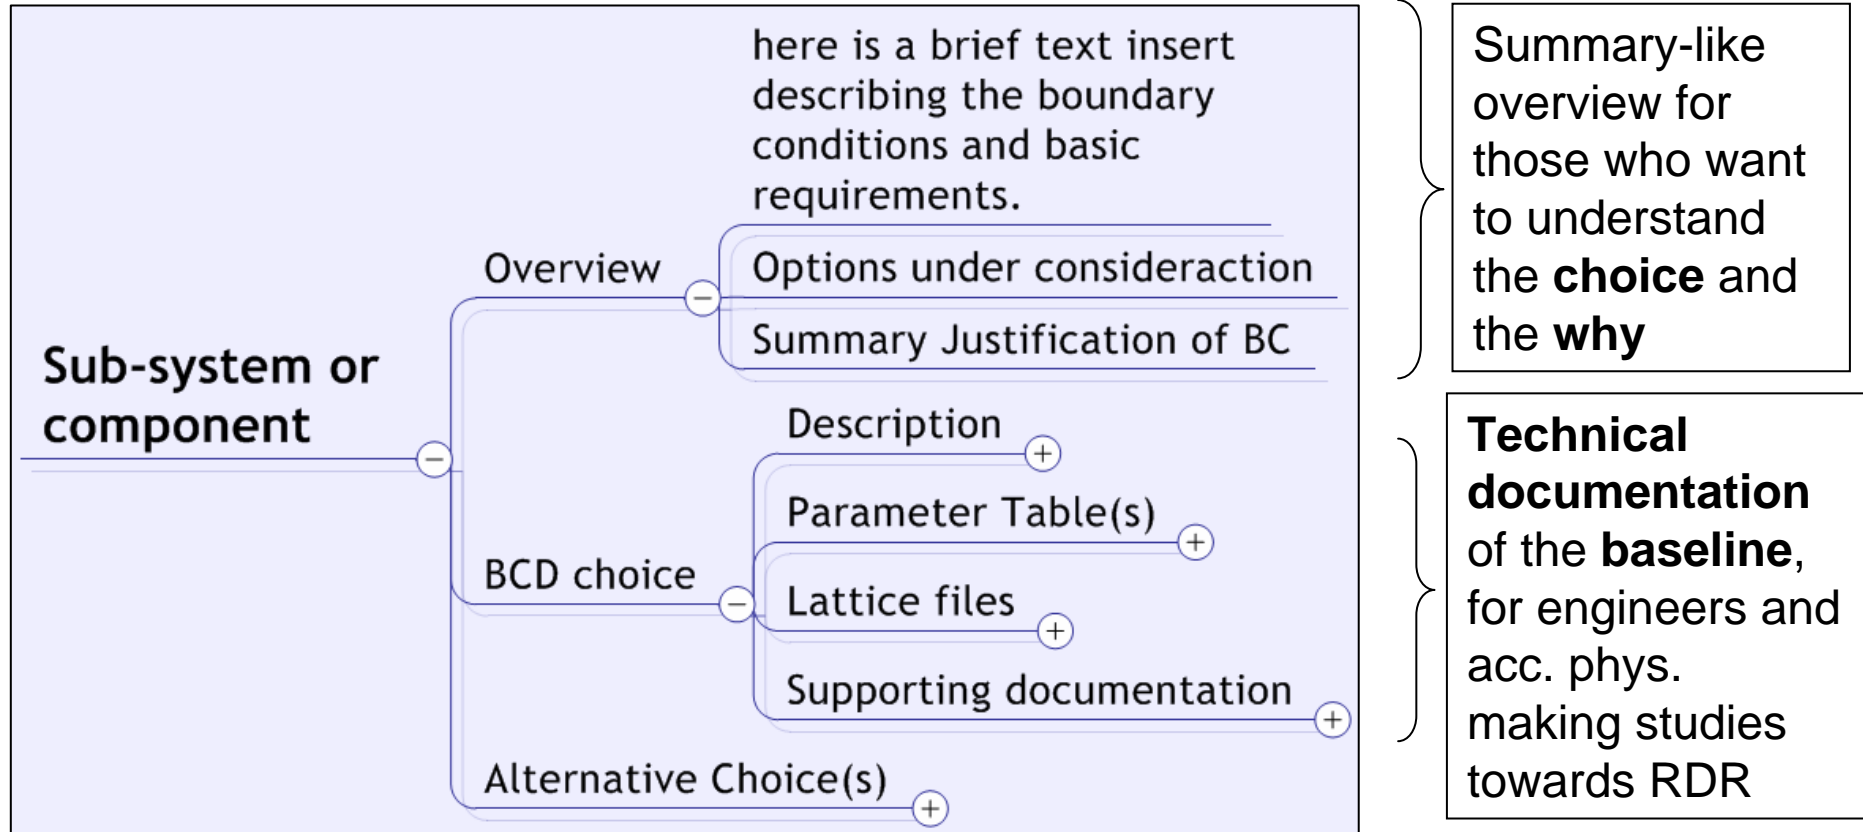 here is a brief text insert
describing the boundary
conditions and basic
requirements.
Overview
Options under consideraction
Summary Justification of BC
Sub-system or
component
Description
Parameter Table(s)
BCD choice
Lattice files
Supporting documentation
Alternative Choice(s)
Summary-like
overview for
those who want
to understand
the choice and
the why
Technical
documentation
of the baseline,
for engineers and
acc. phys.
making studies
towards RDR